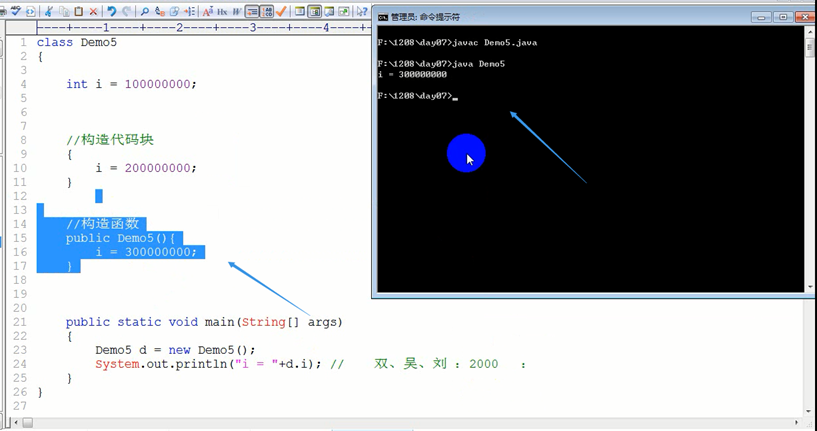 ----+----1----+----2----+----3----+----4----+----5----
1 class Demo5
2 {
3
4     int i = 100000000;
5
6
7
8     //构造代码块
9     {
10         i = 200000000;
11     }
12
13
14     //构造函数
15     public Demo5(){
16         i = 300000000;
17     }
18
19
20
21     public static void main(String[] args)
22     {
23         Demo5 d = new Demo5();
24         System.out.println("i = "+d.i); //    双、吴、刘 : 2000   :
25     }
26 }
27
管理员: 命令提示符
F:\1208\day07>javac Demo5.java
F:\1208\day07>java Demo5
i = 300000000
F:\1208\day07>_